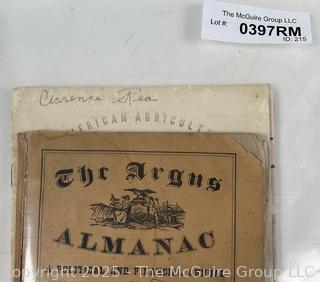 The McGuire Group LLC
Lot #:
0397RM
ID: 215
Clarence Rea
AMERICAN AGRICULTU
The Argus
ALMANAC
Copyright 2025 - The McGuire Group LLC